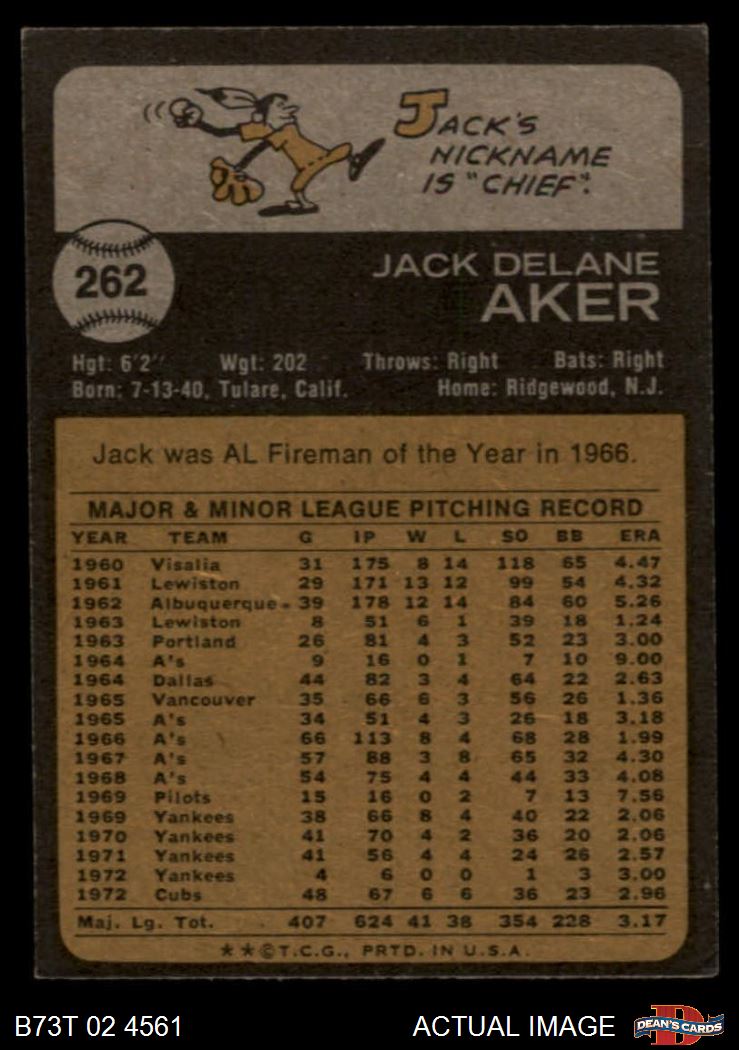 JACK'S
NICKNAME
IS "CHIEF".
262
JACK DELANE
AKER
Hgt: 6'2" Wgt: 202 Throws: Right Bats: Right
Born: 7-13-40, Tulare, Calif. Home: Ridgewood, N.J.
Jack was AL Fireman of the Year in 1966.
MAJOR & MINOR LEAGUE PITCHING RECORD
YEAR TEAM G IP W L SO BB ERA
1960 Visalia 31 175 8 14 118 65 4.47
1961 Lewiston 29 171 13 12 99 54 4.32
1962 Albuquerque 39 178 12 14 84 60 5.26
1963 Lewiston 8 51 6 1 39 18 1.24
1963 Portland 26 81 4 3 52 23 3.00
1964 A's 9 16 0 1 7 10 9.00
1964 Dallas 44 82 3 4 64 22 2.63
1965 Vancouver 35 66 6 3 56 26 1.36
1965 A's 34 51 4 3 26 18 3.18
1966 A's 66 113 8 4 68 28 1.99
1967 A's 57 88 3 8 65 32 4.30
1968 A's 54 75 4 4 44 33 4.08
1969 Pilots 15 16 0 2 7 13 7.56
1969 Yankees 38 66 8 4 40 22 2.06
1970 Yankees 41 70 4 2 36 20 2.06
1971 Yankees 41 56 4 4 24 26 2.57
1972 Yankees 4 6 0 0 1 3 3.00
1972 Cubs 48 67 6 6 36 23 2.96
Maj. Lg. Tot. 407 624 41 38 354 228 3.17
**©T.C.G., PRTD. IN U.S.A.
B73T 02 4561 ACTUAL IMAGE D DEAN'S CARDS